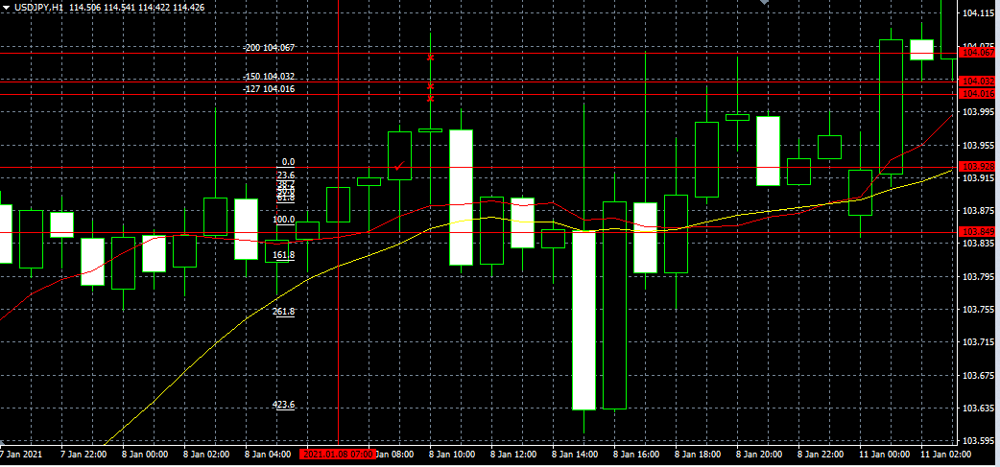 USDJPY,H1 114.506 114.541 114.422 114.426
104.115
104.075
-200 104.067
104.067
-150 104.032
104.032
-127 104.016
104.016
103.995
103.955
0.0
103.928
23.6
38.2
50.0
61.8
103.915
103.875
100.0
103.849
103.835
161.8
103.795
103.755
261.8
103.715
103.675
423.6
103.635
103.595
7 Jan 2021
7 Jan 22:00
8 Jan 00:00
8 Jan 02:00
8 Jan 04:00
2021.01.08 07:00
Jan 08:00
8 Jan 10:00
8 Jan 12:00
8 Jan 14:00
8 Jan 16:00
8 Jan 18:00
8 Jan 20:00
8 Jan 22:00
11 Jan 00:00
11 Jan 02:00